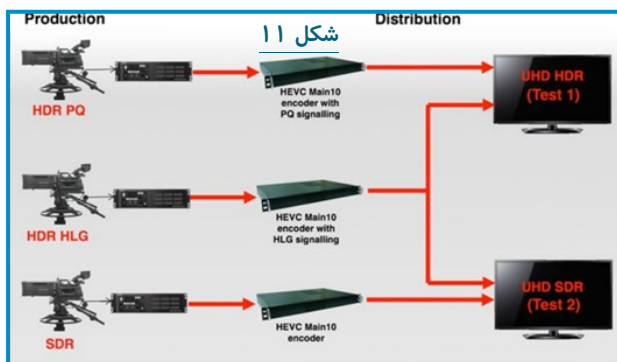 Production
شکل ۱۱
Distribution
HDR PQ
HEVC Main10
encoder with
PQ signalling
UHD HDR
(Test 1)
HDR HLG
HEVC Main10
encoder with
HLG signalling
SDR
HEVC Main10
encoder
UHD SDR
(Test 2)